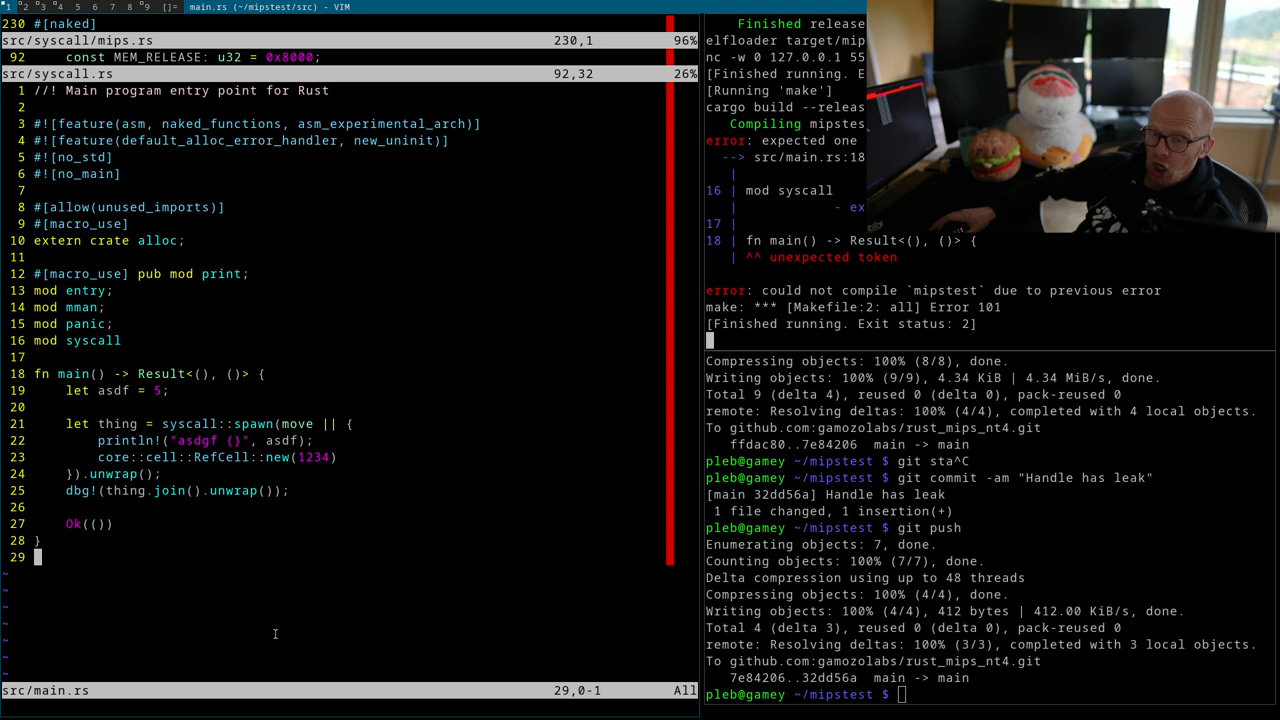 1 2 3 4 5 6 7 8 9 []= main.rs (~/mipstest/src) - VIM
230 #[naked]
src/syscall/mips.rs 230,1 96%
92     const MEM_RELEASE: u32 = 0x8000;
src/syscall.rs 92,32 26%
1 //! Main program entry point for Rust
2
3 #![feature(asm, naked_functions, asm_experimental_arch)]
4 #![feature(default_alloc_error_handler, new_uninit)]
5 #![no_std]
6 #![no_main]
7
8 #[allow(unused_imports)]
9 #[macro_use]
10 extern crate alloc;
11
12 #[macro_use] pub mod print;
13 mod entry;
14 mod mman;
15 mod panic;
16 mod syscall
17
18 fn main() -> Result<(), ()> {
19     let asdf = 5;
20
21     let thing = syscall::spawn(move || {
22         println!("asdgf {}", asdf);
23         core::cell::RefCell::new(1234)
24     }).unwrap();
25     dbg!(thing.join().unwrap());
26
27     Ok(())
28 }
29
~
~
~
~
~
~
~
src/main.rs 29,0-1 All
Finished release
elfloader target/mip
nc -w 0 127.0.0.1 55
[Finished running. E
[Running 'make']
cargo build --releas
Compiling mipstes
error: expected one
--> src/main.rs:18
|
16 | mod syscall
| - ex
17 |
18 | fn main() -> Result<(), ()> {
| ^^ unexpected token
error: could not compile `mipstest` due to previous error
make: *** [Makefile:2: all] Error 101
[Finished running. Exit status: 2]
Compressing objects: 100% (8/8), done.
Writing objects: 100% (9/9), 4.34 KiB | 4.34 MiB/s, done.
Total 9 (delta 4), reused 0 (delta 0), pack-reused 0
remote: Resolving deltas: 100% (4/4), completed with 4 local objects.
To github.com:gamozolabs/rust_mips_nt4.git
ffdac80..7e84206  main -> main
pleb@gamey ~/mipstest $ git sta^C
pleb@gamey ~/mipstest $ git commit -am "Handle has leak"
[main 32dd56a] Handle has leak
1 file changed, 1 insertion(+)
pleb@gamey ~/mipstest $ git push
Enumerating objects: 7, done.
Counting objects: 100% (7/7), done.
Delta compression using up to 48 threads
Compressing objects: 100% (4/4), done.
Writing objects: 100% (4/4), 412 bytes | 412.00 KiB/s, done.
Total 4 (delta 3), reused 0 (delta 0), pack-reused 0
remote: Resolving deltas: 100% (3/3), completed with 3 local objects.
To github.com:gamozolabs/rust_mips_nt4.git
7e84206..32dd56a  main -> main
pleb@gamey ~/mipstest $